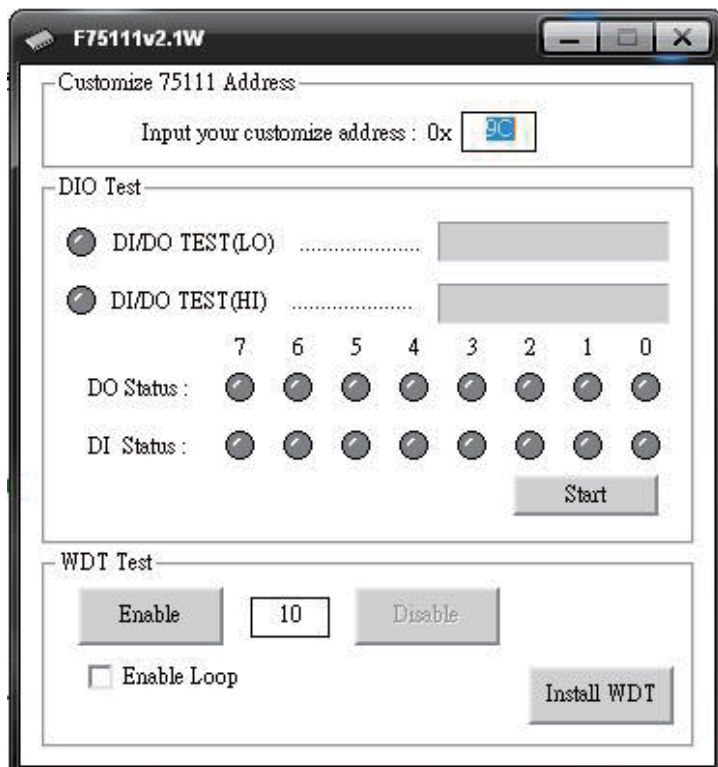 F75111v2.1W
Customize 75111 Address
Input your customize address : 0x 9C
DIO Test
DI/DO TEST(LO) .....................
DI/DO TEST(HI) .....................
7 6 5 4 3 2 1 0
DO Status :
DI Status :
Start
WDT Test
Enable 10 Disable
Enable Loop
Install WDT